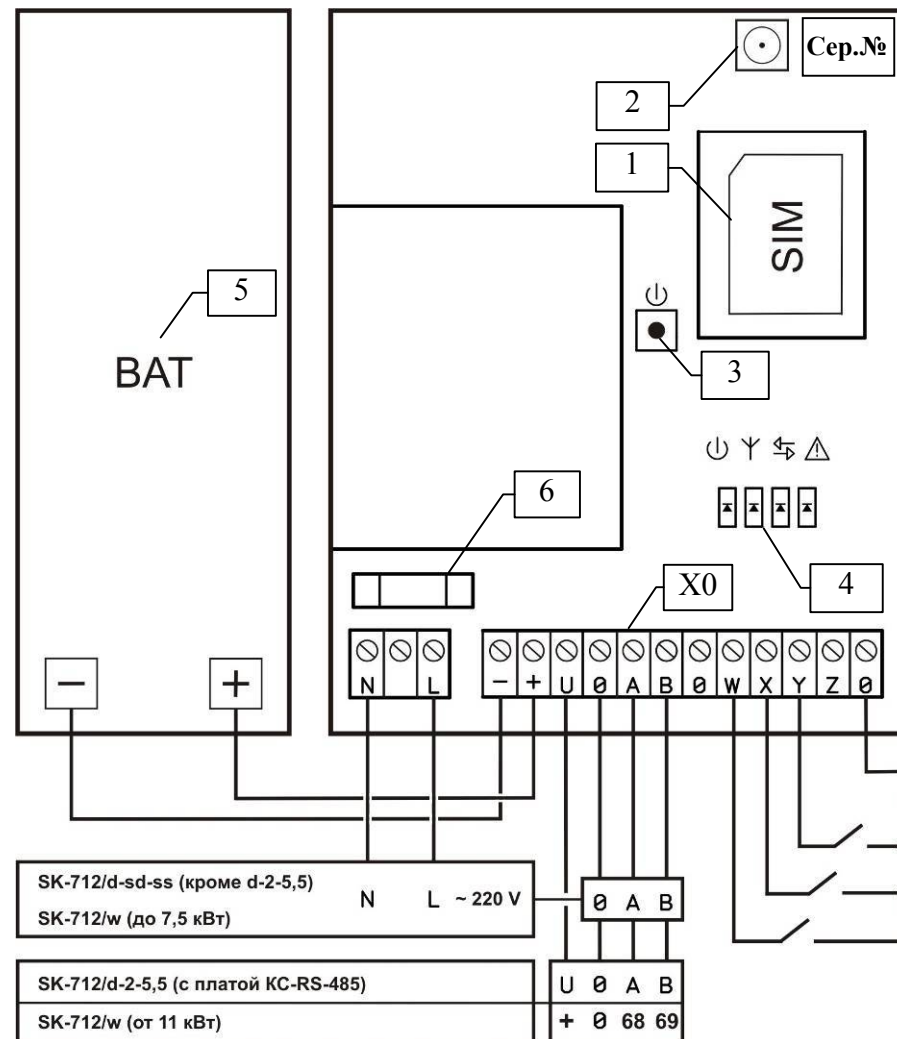 Сер.№
2
1
SIM
5
BAT
3
6
X0
4
− +
N L
− + U 0 A B 0 W X Y Z 0
SK-712/d-sd-ss (кроме d-2-5,5)
SK-712/w (до 7,5 кВт)
N L ~ 220 V
0 A B
SK-712/d-2-5,5 (с платой КС-RS-485)
U 0 A B
SK-712/w (от 11 кВт)
+ 0 68 69